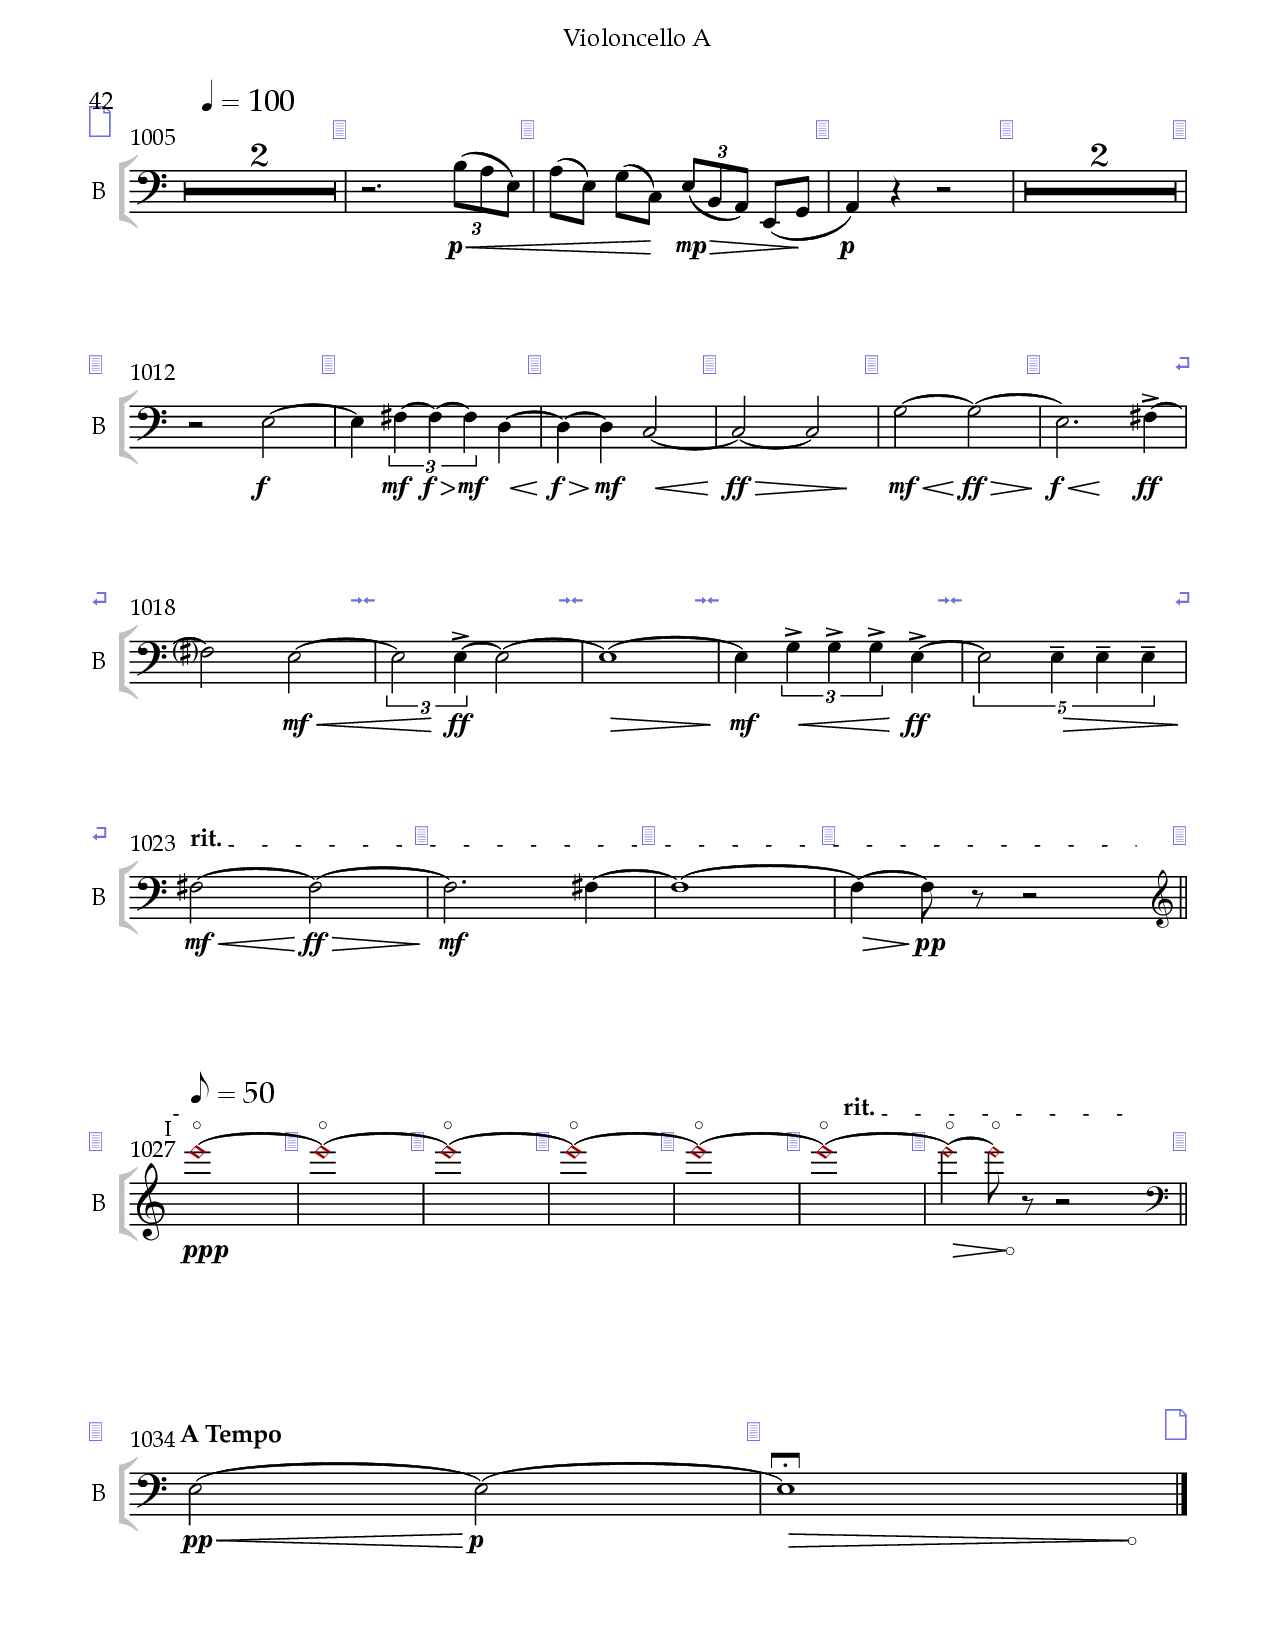 Violoncello A
42
♩ = 100
1005
2
2
3
B
3
p
mp
p
1012
B
3
f
mf f mf
f
mf
ff
mf
ff
f
ff
1018
B
3
3
5
mf
ff
mf
ff
1023
rit.
B
mf
ff
mf
pp
♪ = 50
rit.
I
1027
B
ppp
1034
A Tempo
B
pp
p